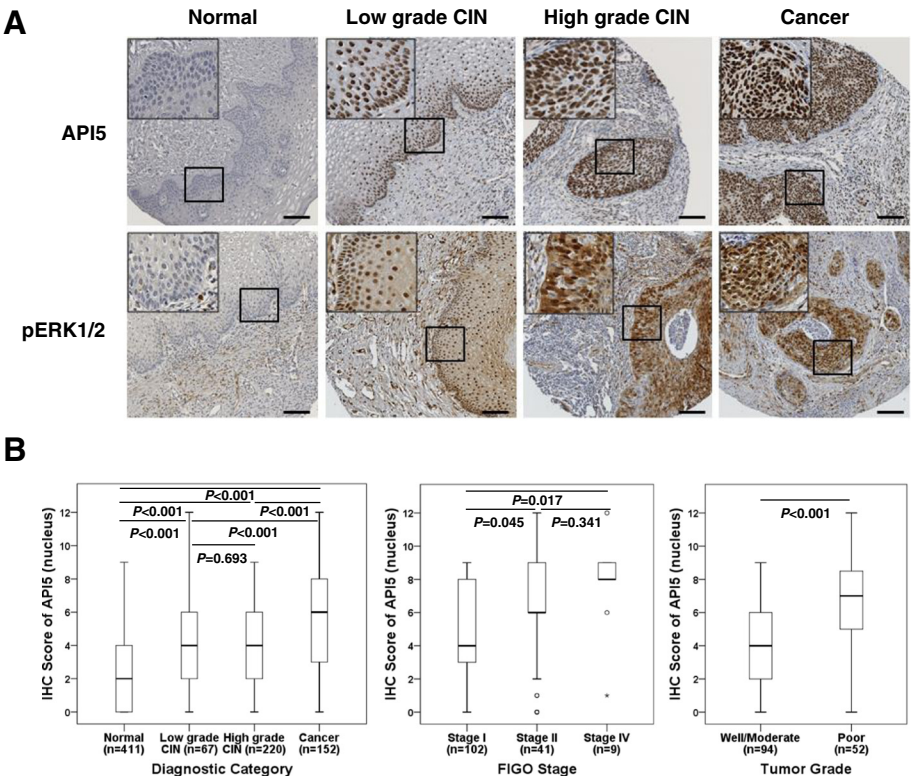 A
Normal Low grade CIN High grade CIN Cancer
API5
pERK1/2
B
P<0.001
P<0.001 P<0.001
P<0.001 P<0.001
P=0.693
IHC Score of API5 (nucleus)
12
10
8
6
4
2
0
Normal (n=411)
Low grade CIN (n=67)
High grade CIN (n=220)
Cancer (n=152)
Diagnostic Category
P=0.017
P=0.045 P=0.341
IHC Score of API5 (nucleus)
12
10
8
6
4
2
0
Stage I (n=102)
Stage II (n=41)
Stage IV (n=9)
FIGO Stage
P<0.001
IHC Score of API5 (nucleus)
12
10
8
6
4
2
0
Well/Moderate (n=94)
Poor (n=52)
Tumor Grade